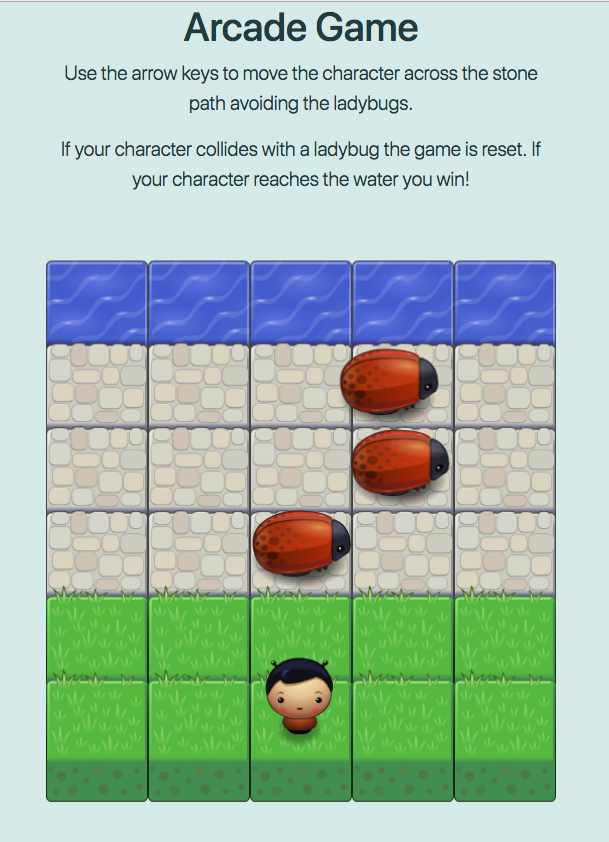 Arcade Game
Use the arrow keys to move the character across the stone
path avoiding the ladybugs.
If your character collides with a ladybug the game is reset. If
your character reaches the water you win!